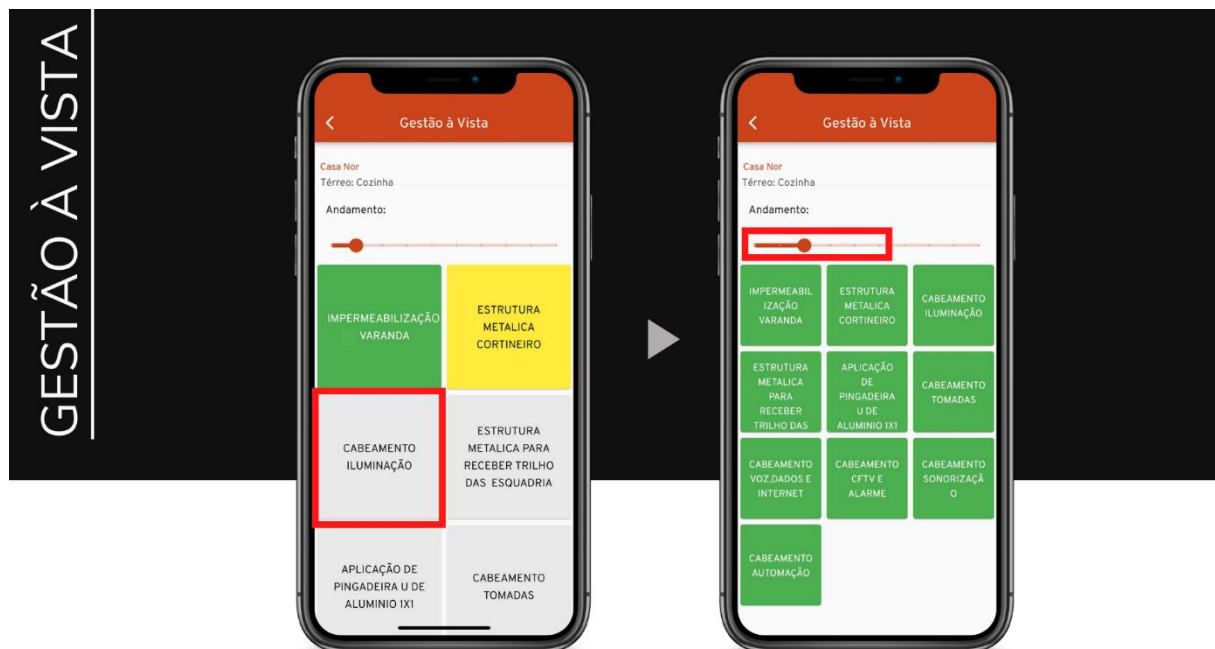 GESTÃO À VISTA
Gestão à Vista
Casa Nor
Térreo: Cozinha
Andamento:
IMPERMEABILIZAÇÃO
VARANDA
ESTRUTURA
METALICA
CORTINEIRO
CABEAMENTO
ILUMINAÇÃO
ESTRUTURA
METALICA PARA
RECEBER TRILHO
DAS ESQUADRIA
APLICAÇÃO DE
PINGADEIRA U DE
ALUMINIO 1X1
CABEAMENTO
TOMADAS
Gestão à Vista
Casa Nor
Térreo: Cozinha
Andamento:
IMPERMEABIL
IZAÇÃO
VARANDA
ESTRUTURA
METALICA
CORTINEIRO
CABEAMENTO
ILUMINAÇÃO
ESTRUTURA
METALICA
PARA
RECEBER
TRILHO DAS
APLICAÇÃO
DE
PINGADEIRA
U DE
ALUMINIO 1X1
CABEAMENTO
TOMADAS
CABEAMENTO
VOZ,DADOS E
INTERNET
CABEAMENTO
CFTV E
ALARME
CABEAMENTO
SONORIZAÇÃ
O
CABEAMENTO
AUTOMAÇÃO